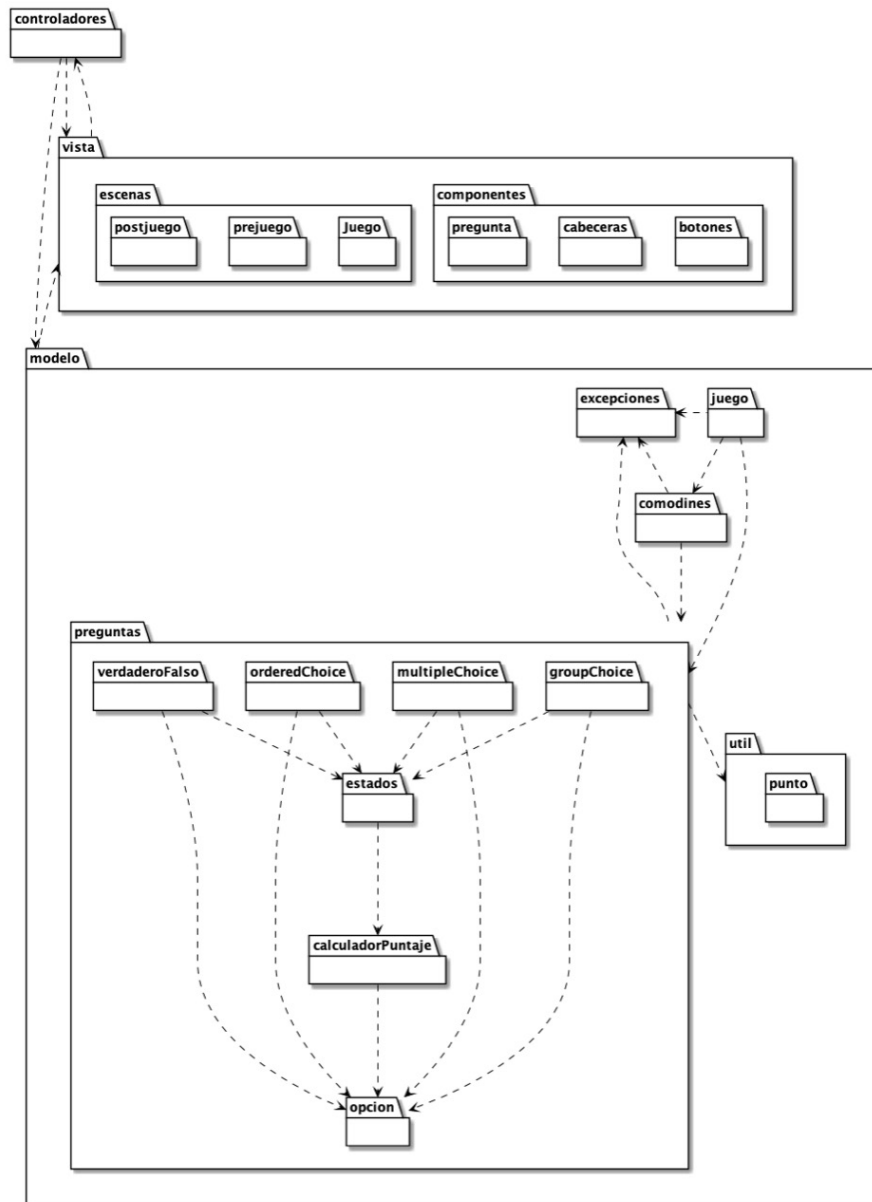 controladores
vista
escenas
componentes
postjuego
prejuego
Juego
pregunta
cabeceras
botones
modelo
excepciones
juego
comodines
preguntas
verdaderoFalso
orderedChoice
multipleChoice
groupChoice
util
estados
punto
calculadorPuntaje
opcion